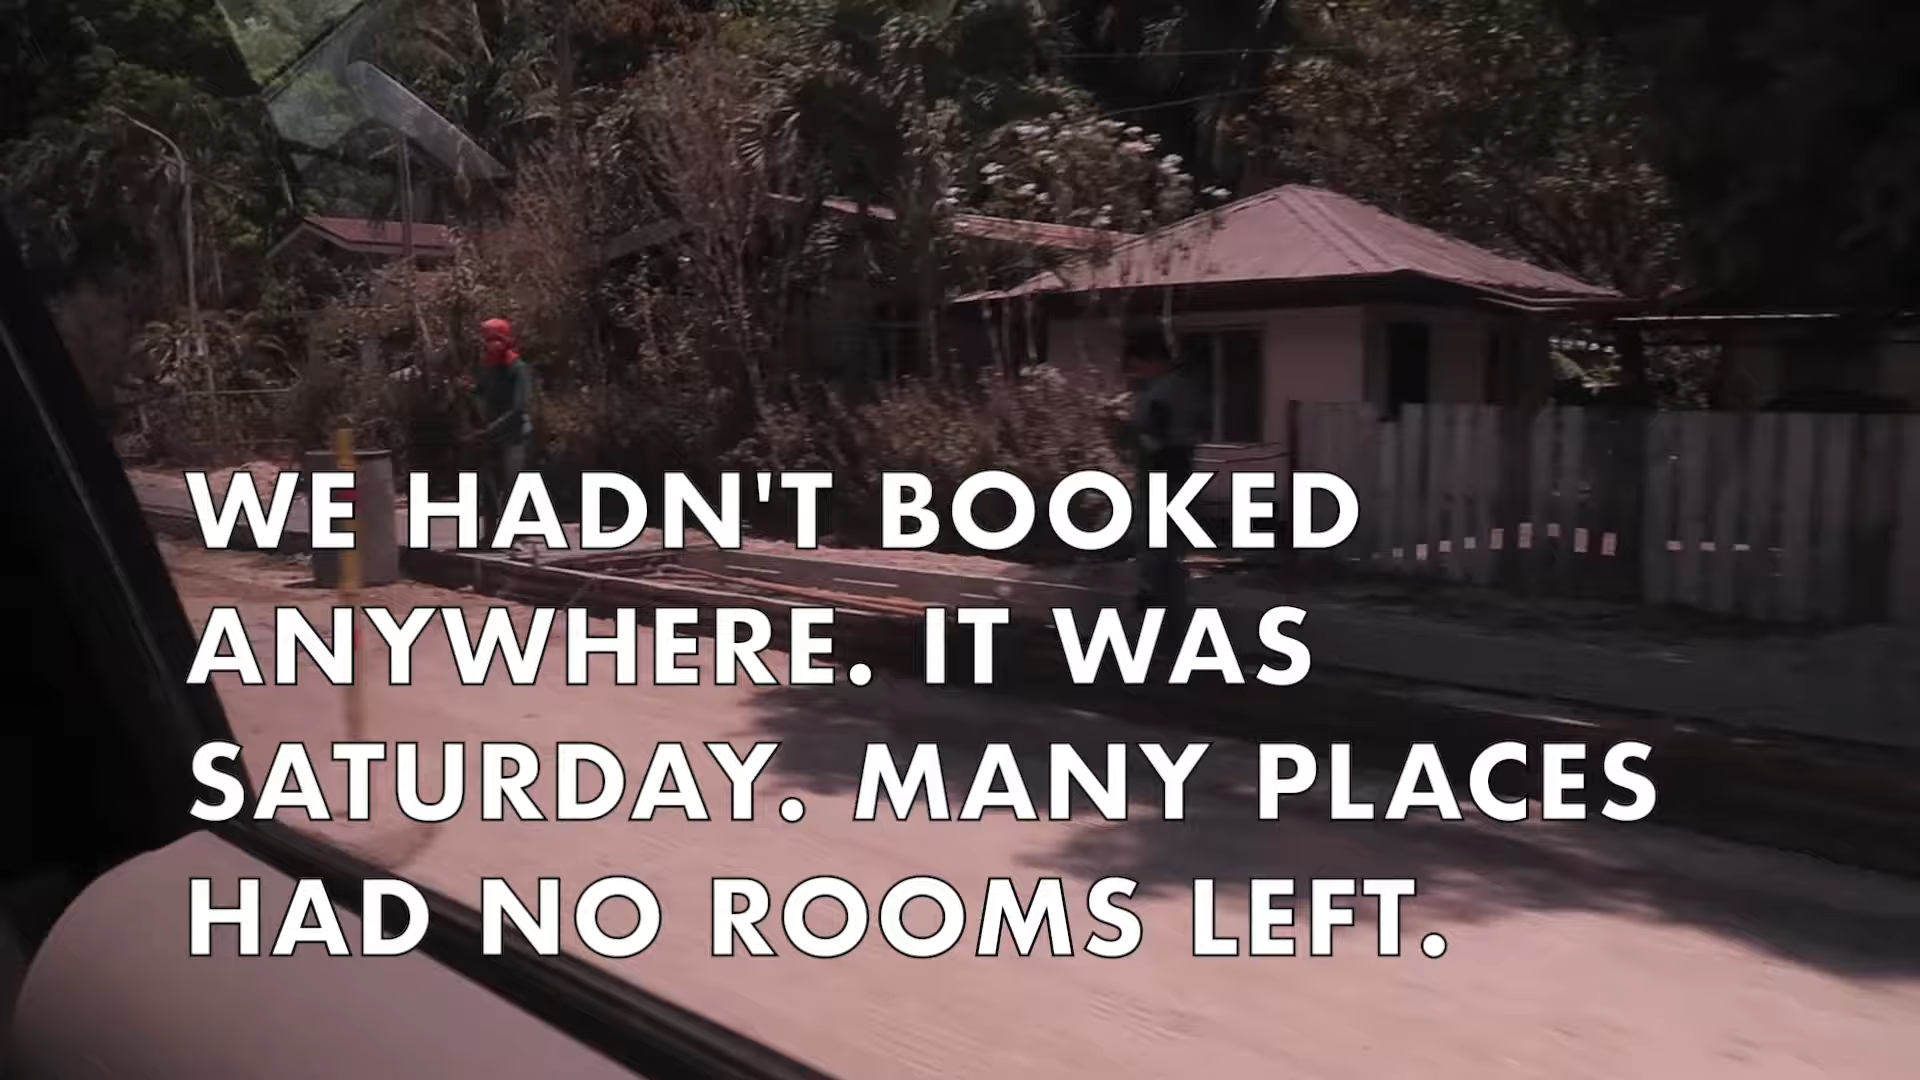 WE HADN'T BOOKED
ANYWHERE. IT WAS
SATURDAY. MANY PLACES
HAD NO ROOMS LEFT.